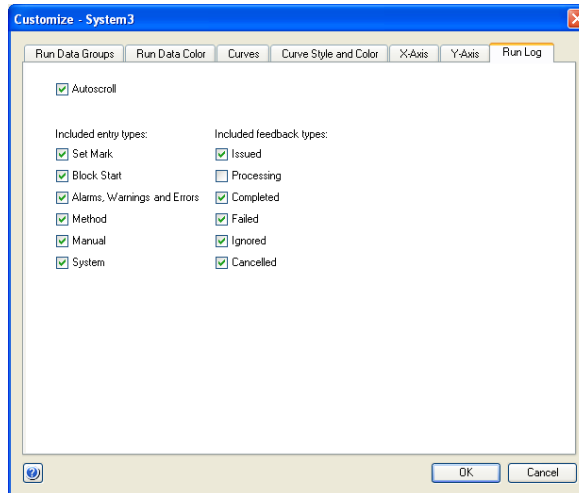 Customize - System3
Run Data Groups Run Data Color Curves Curve Style and Color X-Axis Y-Axis Run Log
Autoscroll
Included entry types: Included feedback types:
Set Mark Issued
Block Start Processing
Alarms, Warnings and Errors Completed
Method Failed
Manual Ignored
System Cancelled
OK Cancel